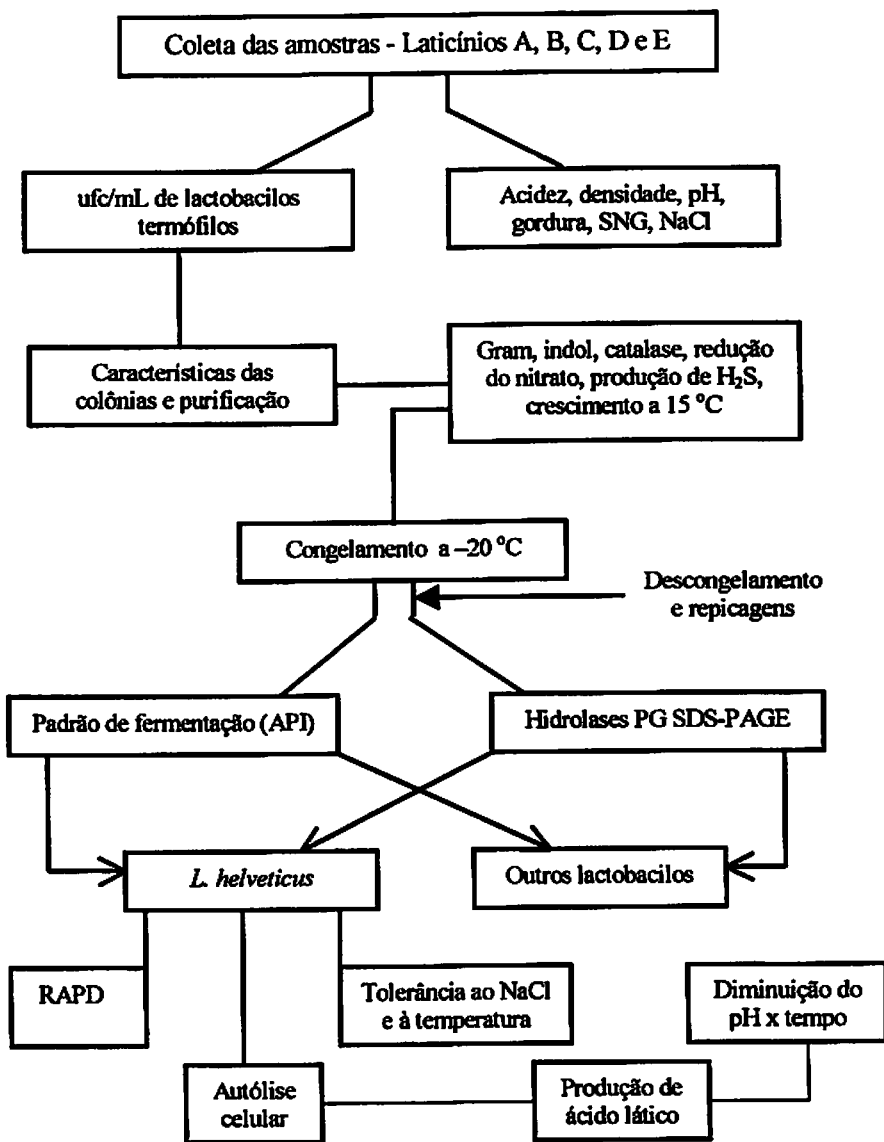 Coleta das amostras - Laticínios A, B, C, D e E
ufc/mL de lactobacilos
termófilos
Acidez, densidade, pH,
gordura, SNG, NaCl
Características das
colônias e purificação
Gram, indol, catalase, redução
do nitrato, produção de H₂S,
crescimento a 15 °C
Congelamento a –20 °C
Descongelamento
e repicagens
Padrão de fermentação (API)
Hidrolases PG SDS-PAGE
L. helveticus
Outros lactobacilos
RAPD
Tolerância ao NaCl
e à temperatura
Diminuição do
pH x tempo
Autólise
celular
Produção de
ácido lático